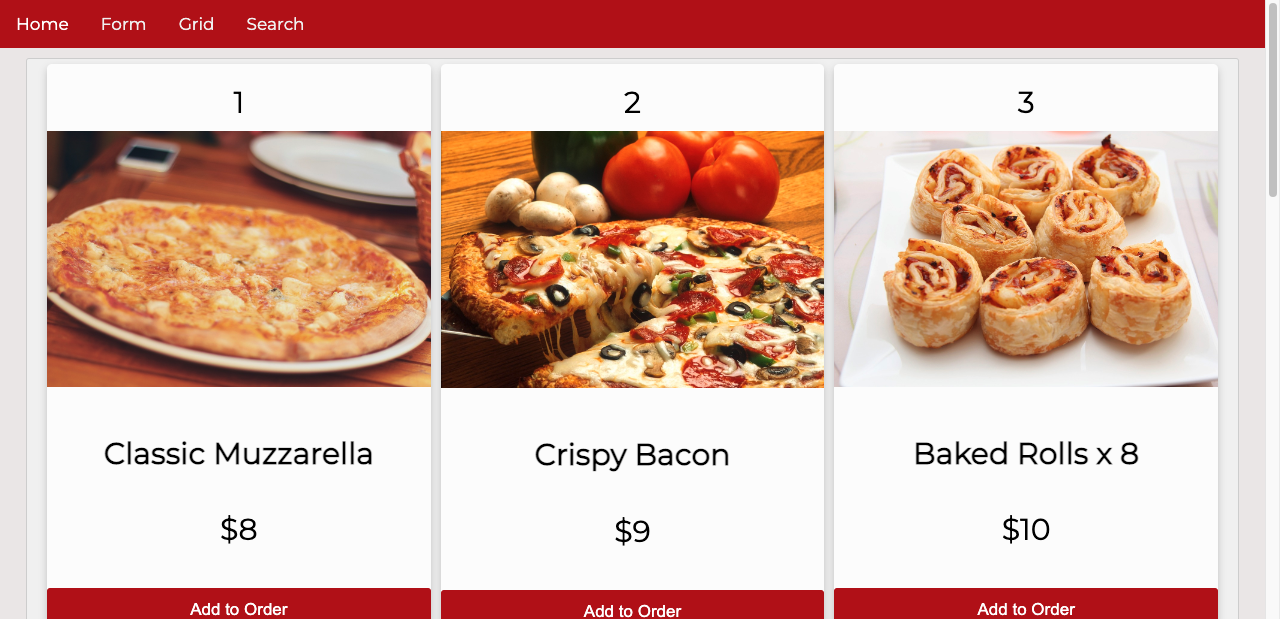 Home Form Grid Search
1
2
3
Classic Muzzarella
Crispy Bacon
Baked Rolls x 8
$8
$9
$10
Add to Order
Add to Order
Add to Order